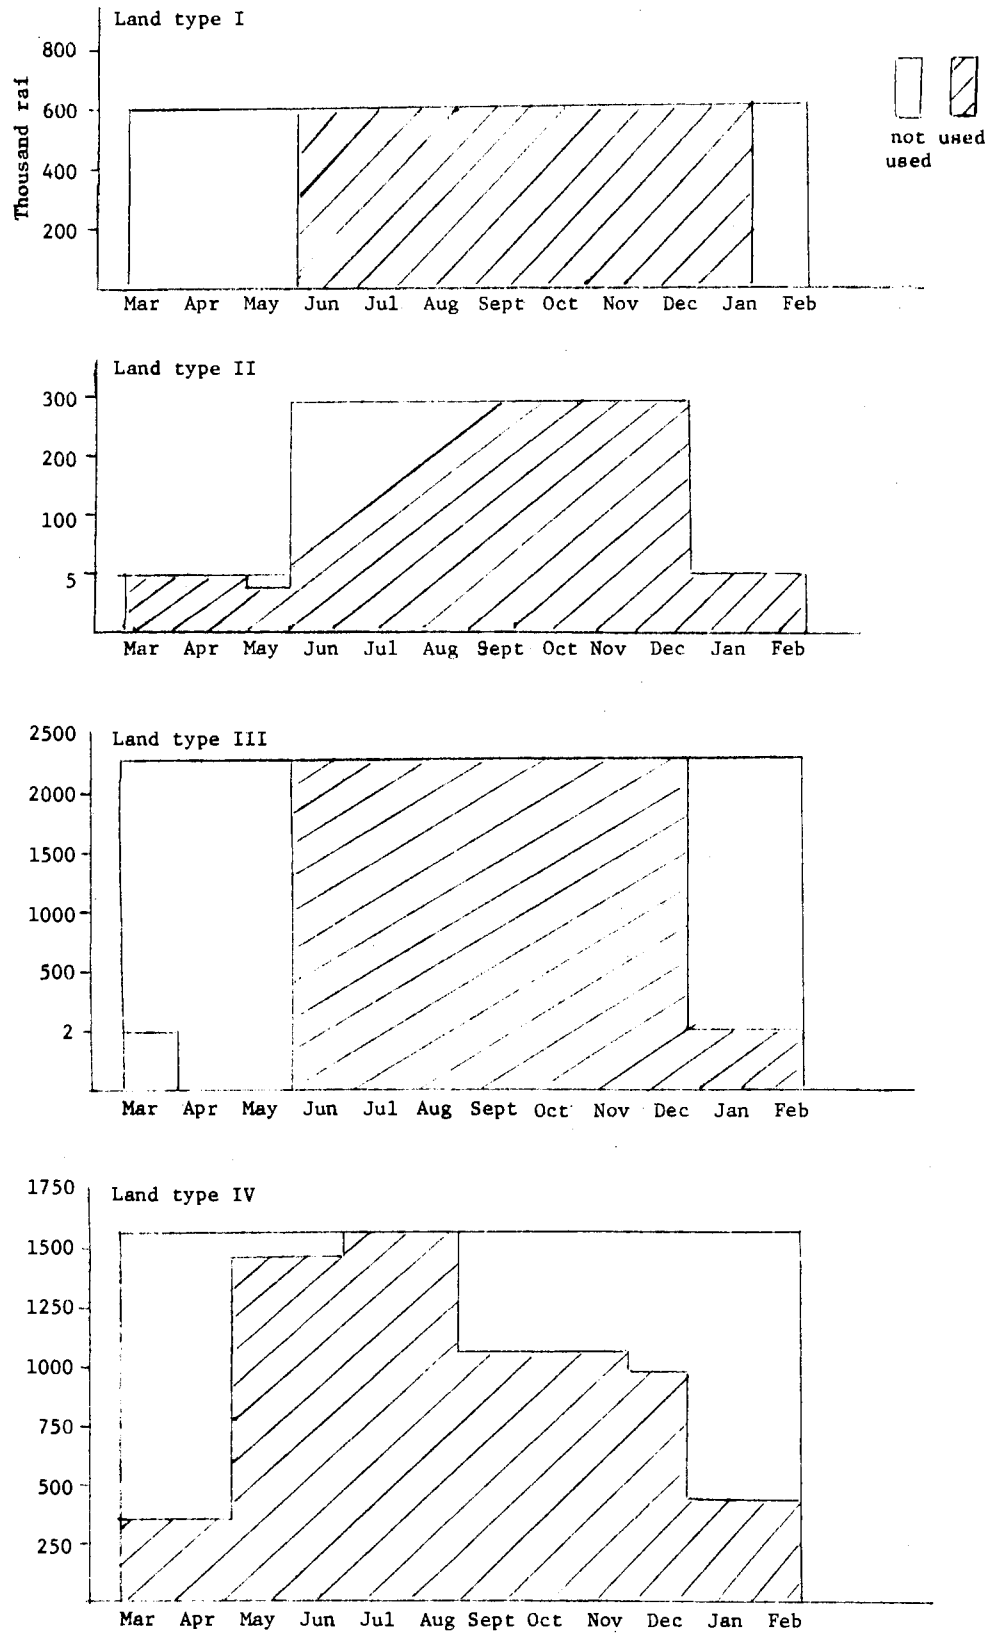 Land type I
Thousand rai
800
600
400
200
Mar Apr May Jun Jul Aug Sept Oct Nov Dec Jan Feb
not used
used
Land type II
300
200
100
5
Mar Apr May Jun Jul Aug Sept Oct Nov Dec Jan Feb
2500
Land type III
2000
1500
1000
500
2
Mar Apr May Jun Jul Aug Sept Oct Nov Dec Jan Feb
1750
Land type IV
1500
1250
1000
750
500
250
Mar Apr May Jun Jul Aug Sept Oct Nov Dec Jan Feb